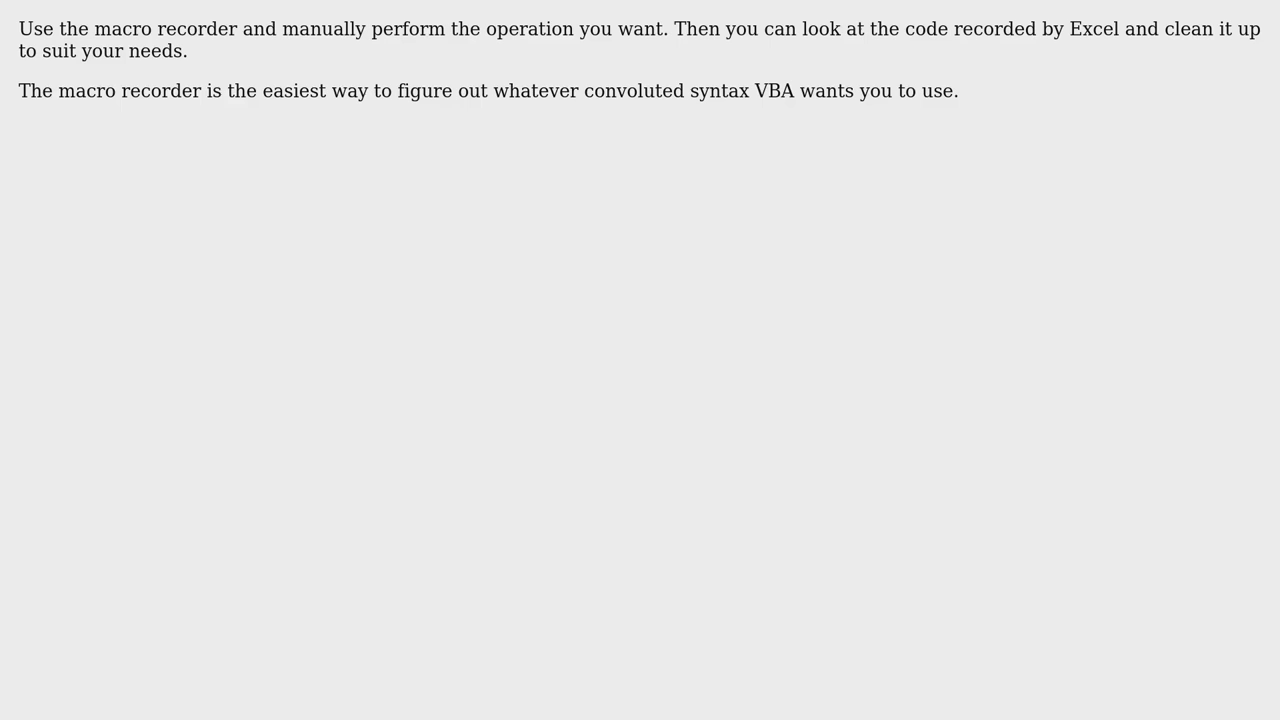 Use the macro recorder and manually perform the operation you want. Then you can look at the code recorded by Excel and clean it up
to suit your needs.
The macro recorder is the easiest way to figure out whatever convoluted syntax VBA wants you to use.